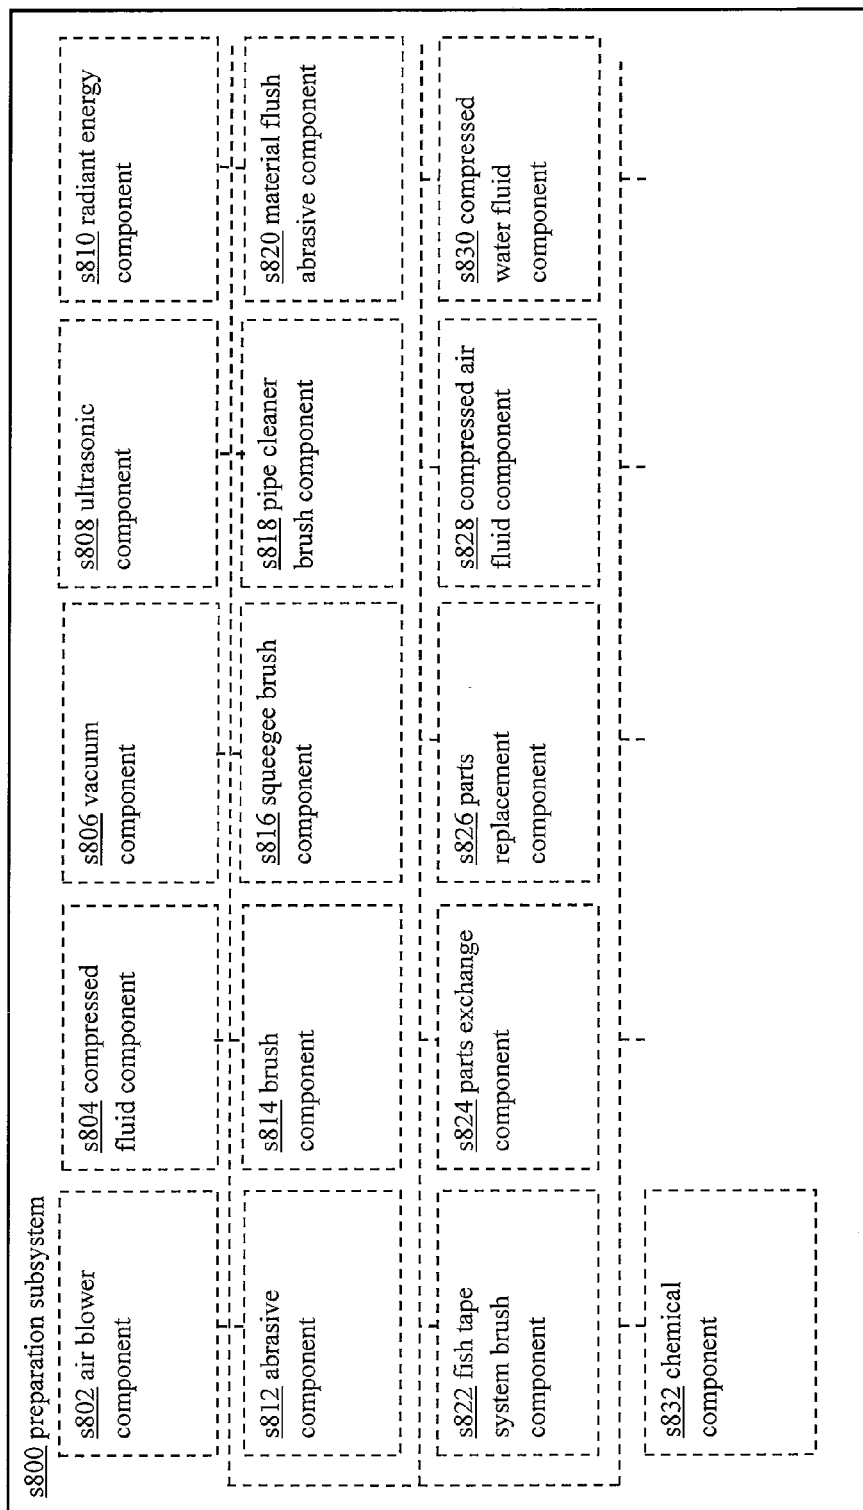 s800 preparation subsystem
s802 air blower
component
s804 compressed
fluid component
s806 vacuum
component
s808 ultrasonic
component
s810 radiant energy
component
s812 abrasive
component
s814 brush
component
s816 squeegee brush
component
s818 pipe cleaner
brush component
s820 material flush
abrasive component
s822 fish tape
system brush
component
s824 parts exchange
component
s826 parts
replacement
component
s828 compressed air
fluid component
s830 compressed
water fluid
component
s832 chemical
component